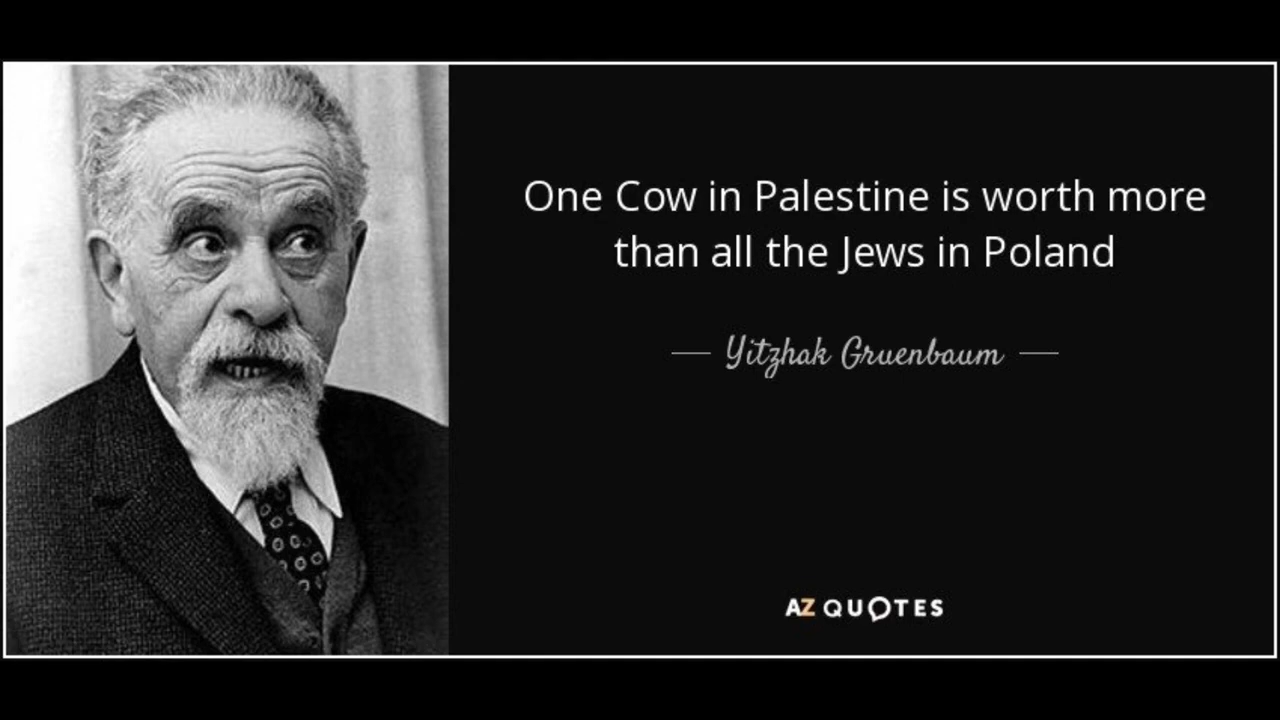 One Cow in Palestine is worth more
than all the Jews in Poland
Yitzhak Gruenbaum
AZ QUOTES